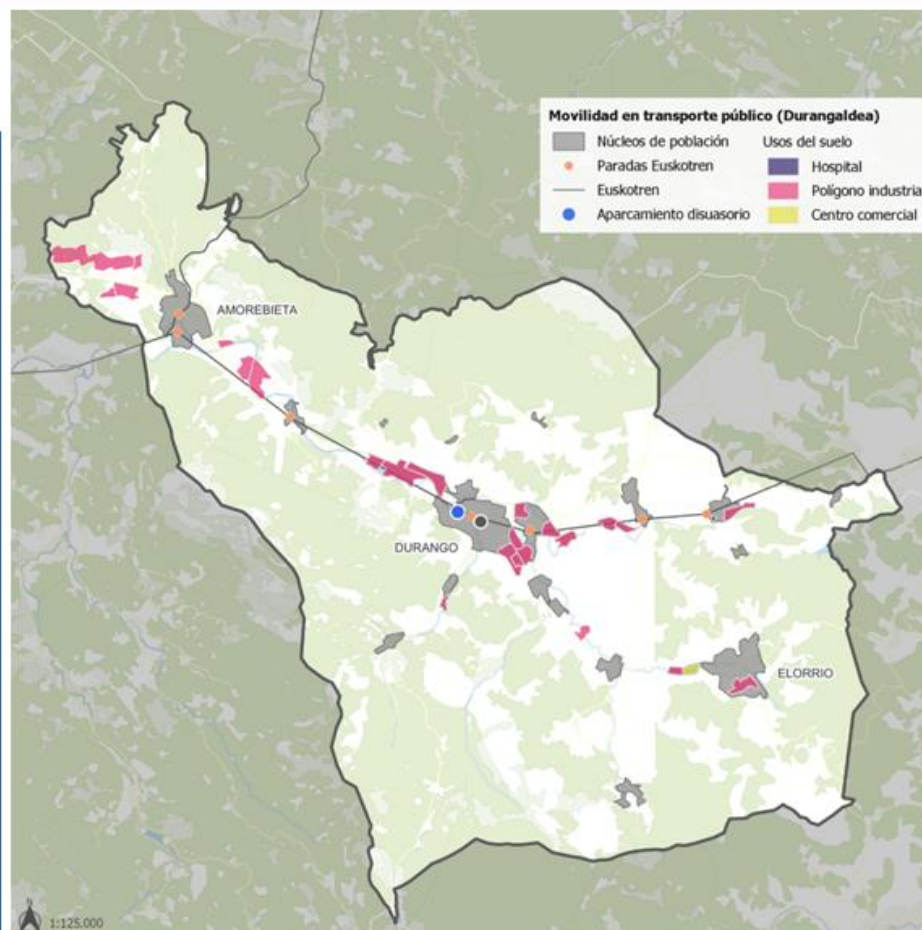 Movilidad en transporte público (Durangaldea)
Núcleos de población
Paradas Euskotren
Euskotren
Aparcamiento disuasorio
Usos del suelo
Hospital
Polígono industria
Centro comercial
AMOREBIETA
DURANGO
ELORRIO
N
1:125.000